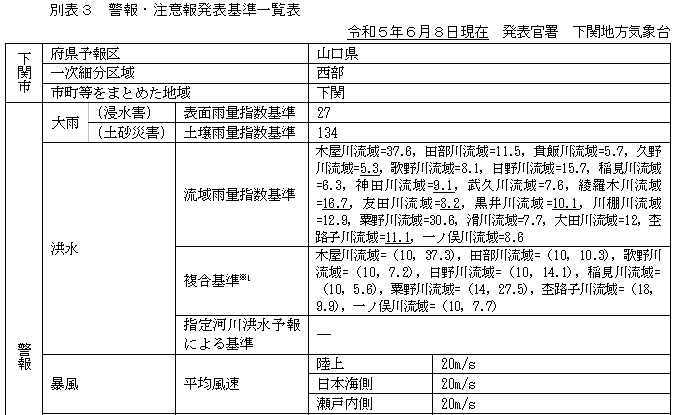 別表３　警報・注意報発表基準一覧表
令和５年６月８日現在　発表官署　下関地方気象台
下関市
府県予報区　山口県
一次細分区域　西部
市町等をまとめた地域　下関
警報
大雨　（浸水害）　表面雨量指数基準　27
（土砂災害）　土壌雨量指数基準　134
洪水
流域雨量指数基準
木屋川流域=37.6，田部川流域=11.5，貴飯川流域=5.7，久野
川流域=5.3，歌野川流域=8.1，日野川流域=15.7，稲見川流域
=6.3，神田川流域=9.1，武久川流域=7.6，綾羅木川流域
=16.7，友田川流域=8.2，黒井川流域=10.1，川棚川流域
=12.9，粟野川流域=30.6，滑川流域=7.7，大田川流域=12，杢
路子川流域=11.1，一ノ俣川流域=8.6
複合基準※1
木屋川流域=（10，37.3），田部川流域=（10，10.3），歌野川
流域=（10，7.2），日野川流域=（10，14.1），稲見川流域=
（10，5.6），粟野川流域=（14，27.5），杢路子川流域=（18，
9.9），一ノ俣川流域=（10，7.7）
指定河川洪水予報
による基準　―
暴風　平均風速
陸上　20m/s
日本海側　20m/s
瀬戸内側　20m/s